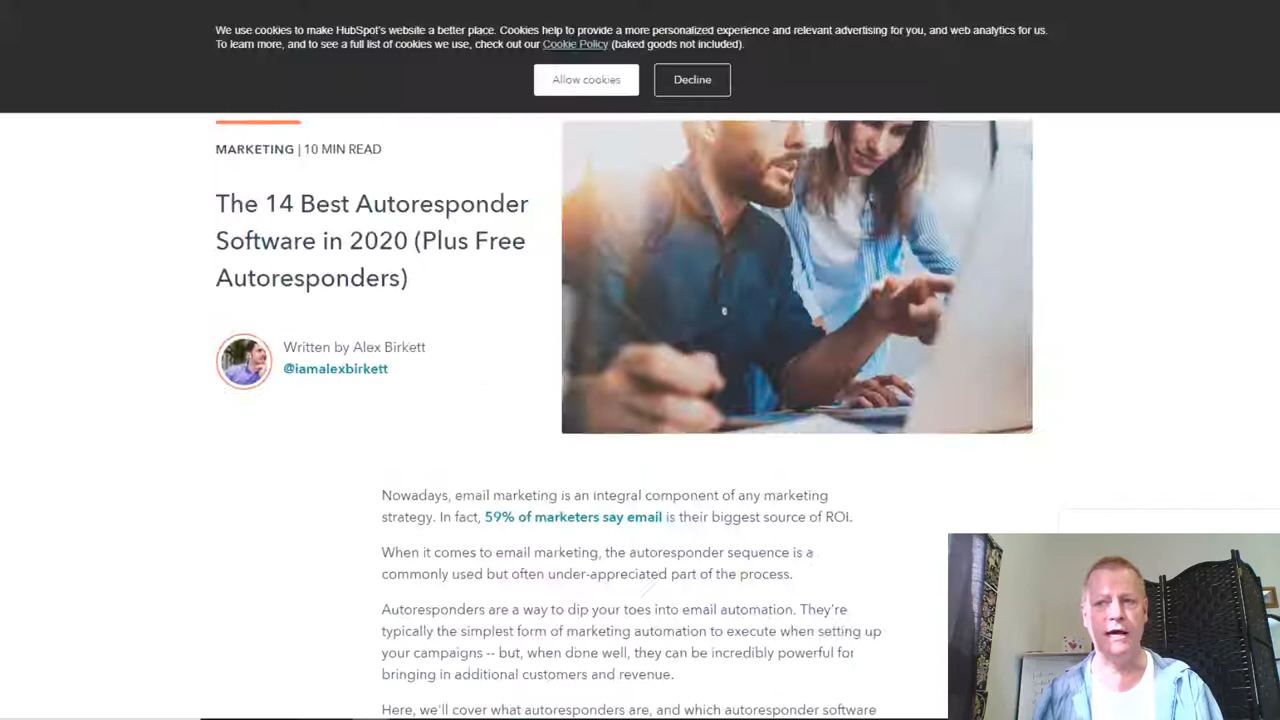 We use cookies to make HubSpot's website a better place. Cookies help to provide a more personalized experience and relevant advertising for you, and web analytics for us.
To learn more, and to see a full list of cookies we use, check out our Cookie Policy (baked goods not included).
Allow cookies
Decline
MARKETING | 10 MIN READ
The 14 Best Autoresponder
Software in 2020 (Plus Free
Autoresponders)
Written by Alex Birkett
@iamalexbirkett
Nowadays, email marketing is an integral component of any marketing
strategy. In fact, 59% of marketers say email is their biggest source of ROI.
When it comes to email marketing, the autoresponder sequence is a
commonly used but often under-appreciated part of the process.
Autoresponders are a way to dip your toes into email automation. They're
typically the simplest form of marketing automation to execute when setting up
your campaigns -- but, when done well, they can be incredibly powerful for
bringing in additional customers and revenue.
Here, we'll cover what autoresponders are, and which autoresponder software